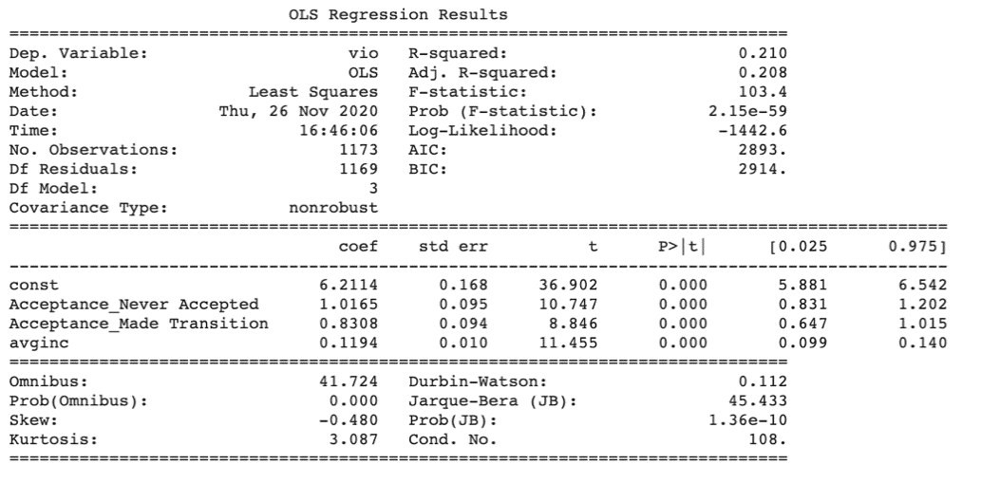 OLS Regression Results
==============================================================================
Dep. Variable: vio R-squared: 0.210
Model: OLS Adj. R-squared: 0.208
Method: Least Squares F-statistic: 103.4
Date: Thu, 26 Nov 2020 Prob (F-statistic): 2.15e-59
Time: 16:46:06 Log-Likelihood: -1442.6
No. Observations: 1173 AIC: 2893.
Df Residuals: 1169 BIC: 2914.
Df Model: 3
Covariance Type: nonrobust
==============================================================================================
coef std err t P>|t| [0.025 0.975]
----------------------------------------------------------------------------------------------
const 6.2114 0.168 36.902 0.000 5.881 6.542
Acceptance_Never Accepted 1.0165 0.095 10.747 0.000 0.831 1.202
Acceptance_Made Transition 0.8308 0.094 8.846 0.000 0.647 1.015
avginc 0.1194 0.010 11.455 0.000 0.099 0.140
==============================================================================
Omnibus: 41.724 Durbin-Watson: 0.112
Prob(Omnibus): 0.000 Jarque-Bera (JB): 45.433
Skew: -0.480 Prob(JB): 1.36e-10
Kurtosis: 3.087 Cond. No. 108.
==============================================================================